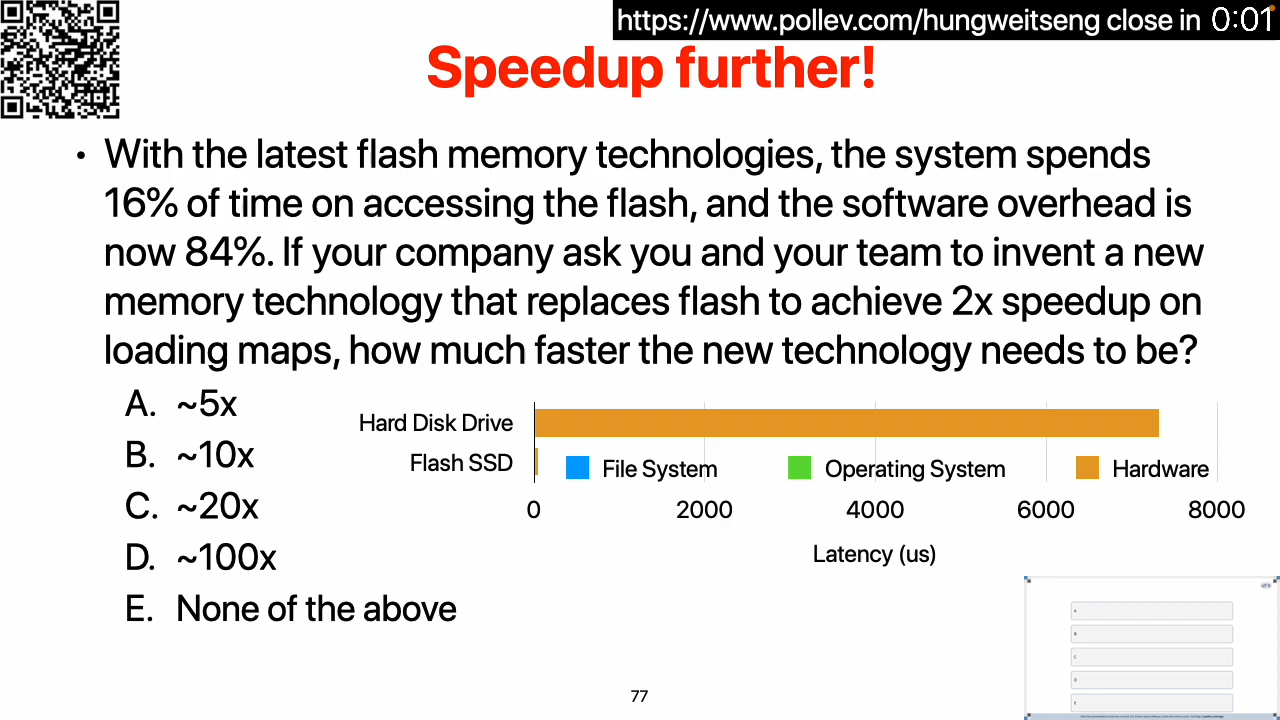 https://www.pollev.com/hungweitseng close in 0:01
Speedup further!
• With the latest flash memory technologies, the system spends
16% of time on accessing the flash, and the software overhead is
now 84%. If your company ask you and your team to invent a new
memory technology that replaces flash to achieve 2x speedup on
loading maps, how much faster the new technology needs to be?
A. ~5x
B. ~10x
C. ~20x
D. ~100x
E. None of the above
Hard Disk Drive
Flash SSD
File System
Operating System
Hardware
0
2000
4000
6000
8000
Latency (us)
A
B
C
D
E
77